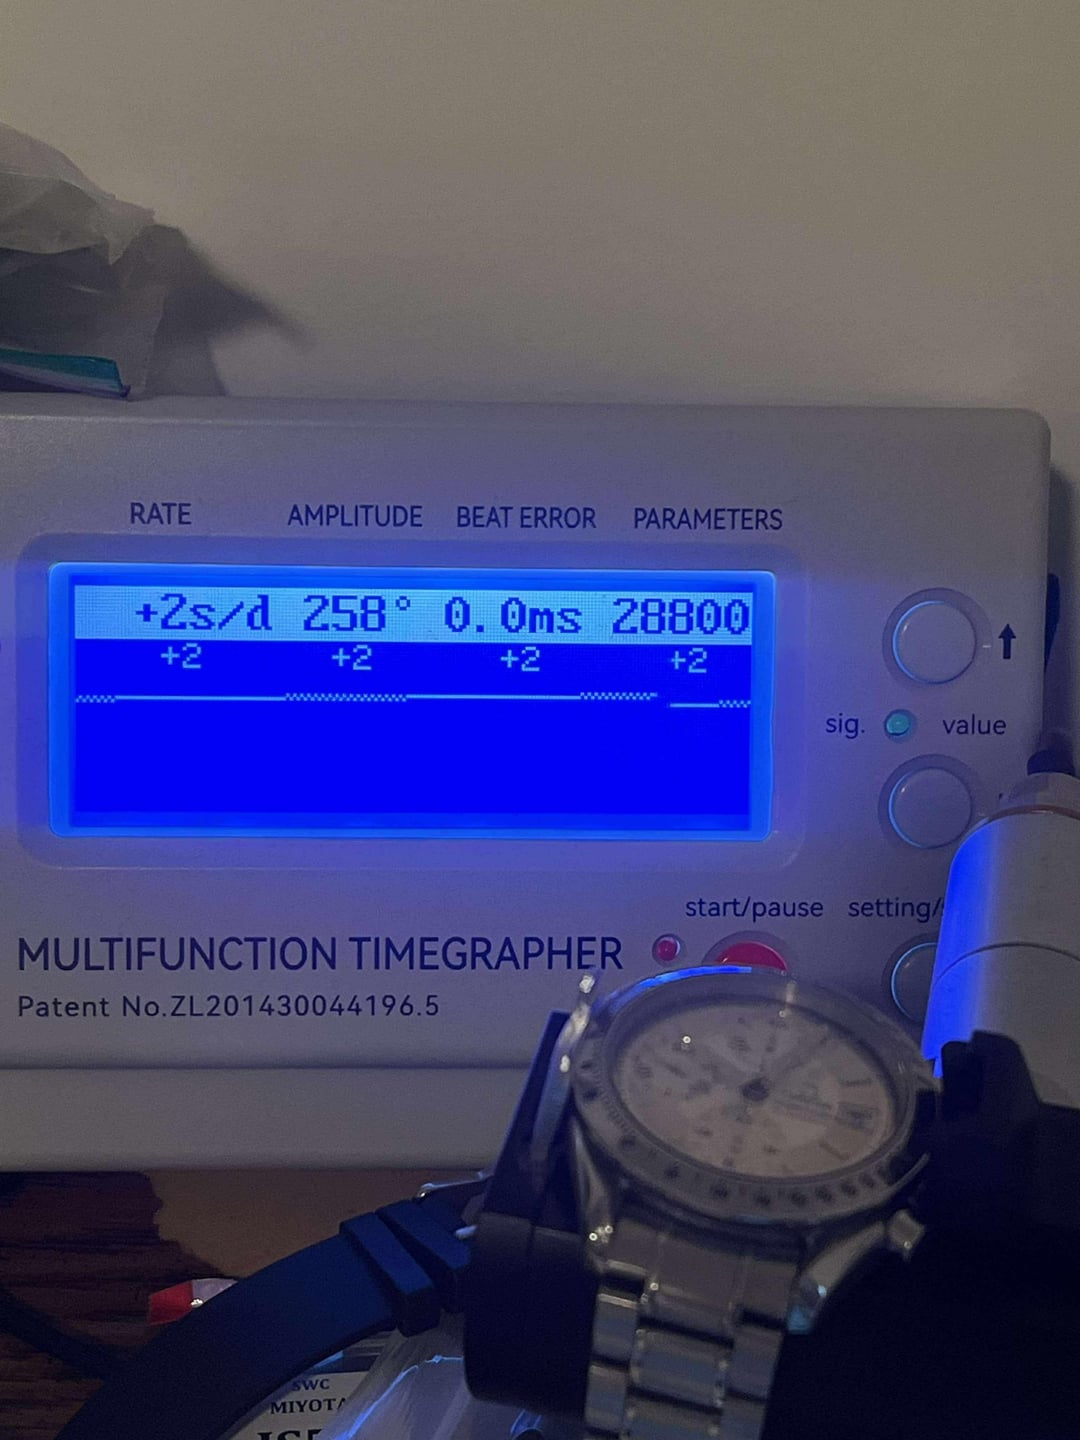 RATE AMPLITUDE BEAT ERROR PARAMETERS
+2s/d 258° 0.0ms 28800
+2 +2 +2 +2
sig. value
start/pause setting/
MULTIFUNCTION TIMEGRAPHER
Patent No.ZL201430044196.5
SWC
MIYOTA